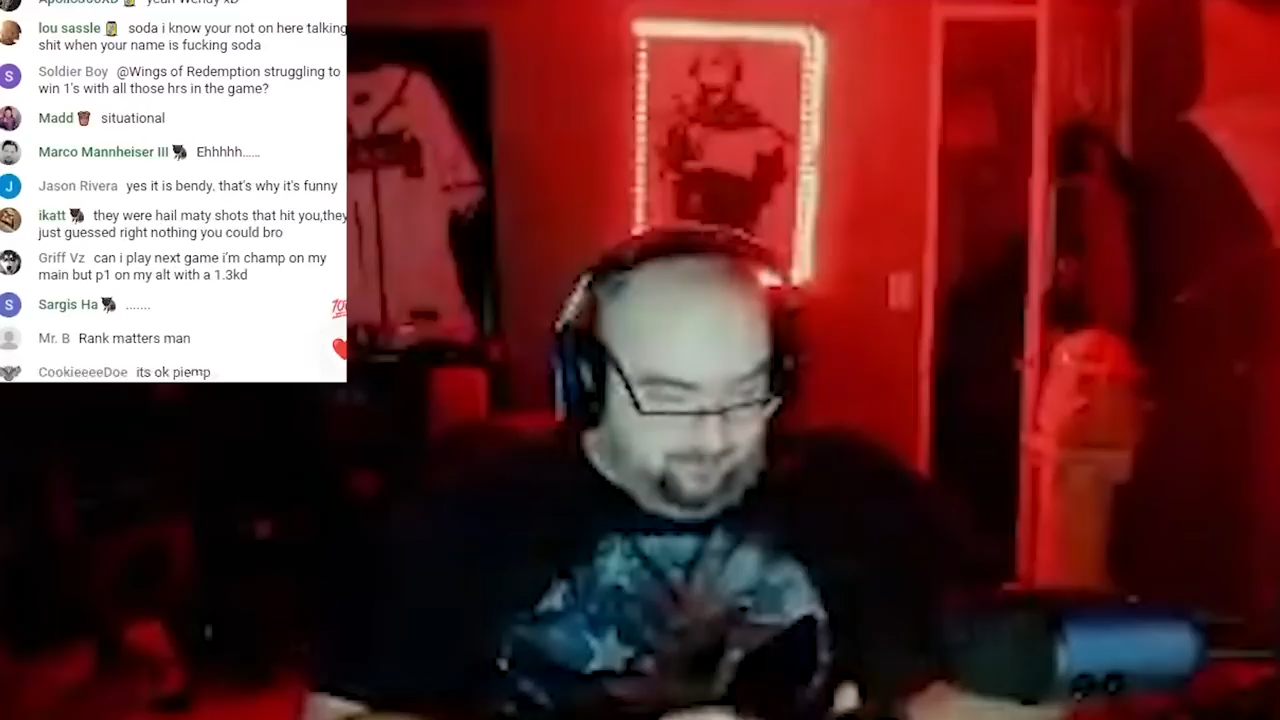 yeah Wendy xD
lou sassle soda i know your not on here talking
shit when your name is fucking soda
S Soldier Boy @Wings of Redemption struggling to
win 1's with all those hrs in the game?
Madd situational
Marco Mannheiser III Ehhhhh......
J Jason Rivera yes it is bendy. that's why it's funny
ikatt they were hail maty shots that hit you,they
just guessed right nothing you could bro
Griff Vz can i play next game i'm champ on my
main but p1 on my alt with a 1.3kd
S Sargis Ha .......
Mr. B Rank matters man
CookieeeeDoe its ok piemp